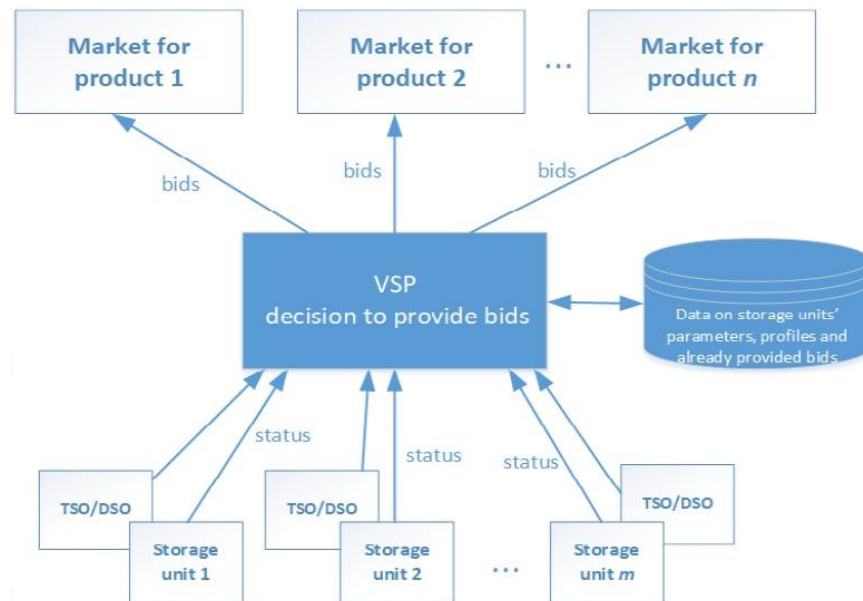 Market for
product 1
Market for
product 2
...
Market for
product n
bids
bids
bids
VSP
decision to provide bids
Data on storage units'
parameters, profiles and
already provided bids
status
status
status
TSO/DSO
TSO/DSO
TSO/DSO
Storage
unit 1
Storage
unit 2
...
Storage
unit m